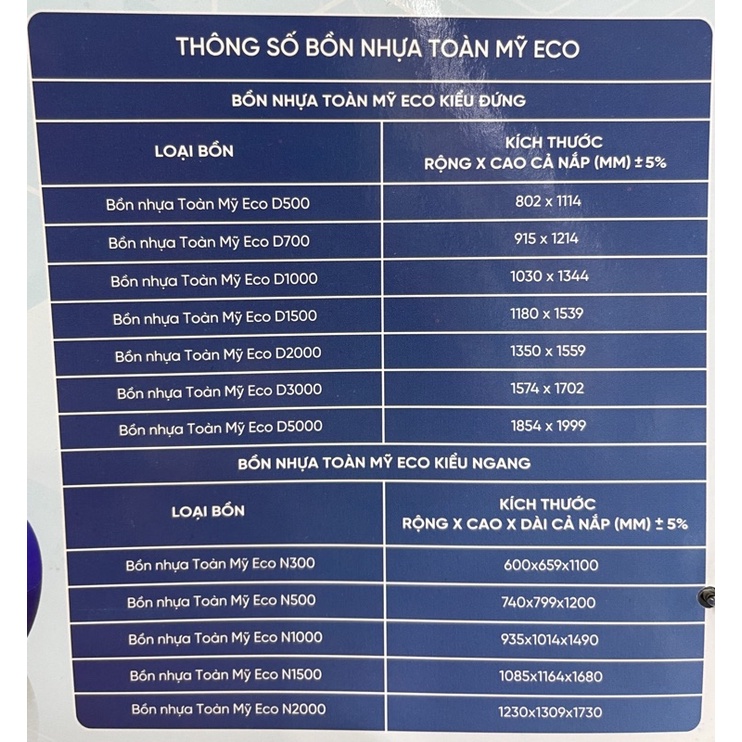 THÔNG SỐ BỒN NHỰA TOÀN MỸ ECO
BỒN NHỰA TOÀN MỸ ECO KIỂU ĐỨNG
LOẠI BỒN
KÍCH THƯỚC
RỘNG X CAO CẢ NẮP (MM) ± 5%
Bồn nhựa Toàn Mỹ Eco D500 802 x 1114
Bồn nhựa Toàn Mỹ Eco D700 915 x 1214
Bồn nhựa Toàn Mỹ Eco D1000 1030 x 1344
Bồn nhựa Toàn Mỹ Eco D1500 1180 x 1539
Bồn nhựa Toàn Mỹ Eco D2000 1350 x 1559
Bồn nhựa Toàn Mỹ Eco D3000 1574 x 1702
Bồn nhựa Toàn Mỹ Eco D5000 1854 x 1999
BỒN NHỰA TOÀN MỸ ECO KIỂU NGANG
LOẠI BỒN
KÍCH THƯỚC
RỘNG X CAO X DÀI CẢ NẮP (MM) ± 5%
Bồn nhựa Toàn Mỹ Eco N300 600x659x1100
Bồn nhựa Toàn Mỹ Eco N500 740x799x1200
Bồn nhựa Toàn Mỹ Eco N1000 935x1014x1490
Bồn nhựa Toàn Mỹ Eco N1500 1085x1164x1680
Bồn nhựa Toàn Mỹ Eco N2000 1230x1309x1730